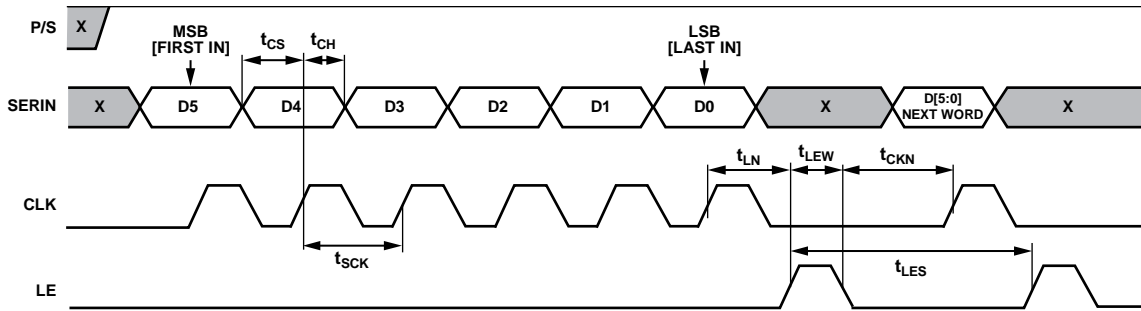 P/S
X
MSB
[FIRST IN]
tCS
tCH
LSB
[LAST IN]
SERIN
X
D5
D4
D3
D2
D1
D0
X
D[5:0]
NEXT WORD
X
tLN
tLEW
tCKN
CLK
tSCK
tLES
LE